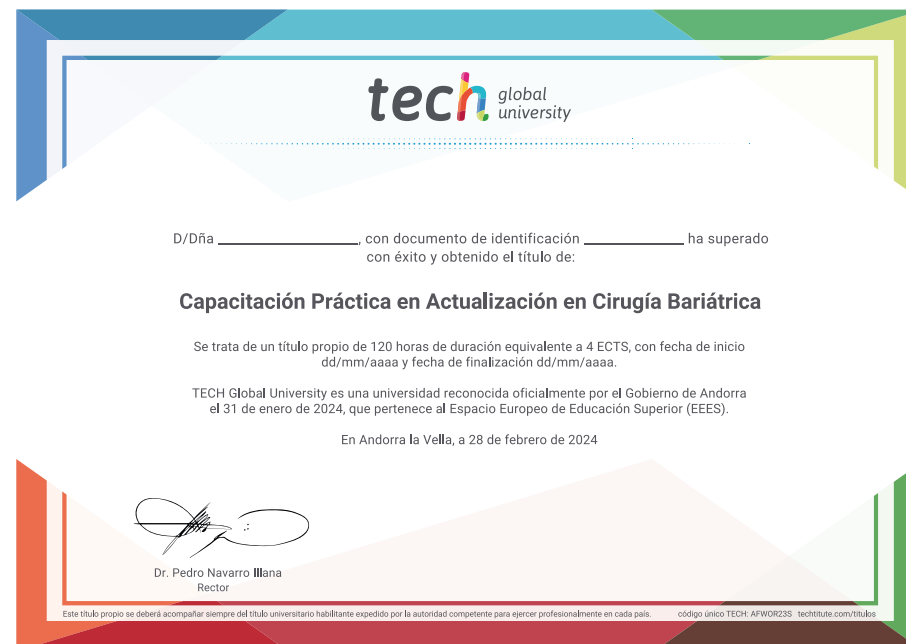 tech global university
D/Dña ____________________, con documento de identificación ______________ ha superado
con éxito y obtenido el título de:
Capacitación Práctica en Actualización en Cirugía Bariátrica
Se trata de un título propio de 120 horas de duración equivalente a 4 ECTS, con fecha de inicio
dd/mm/aaaa y fecha de finalización dd/mm/aaaa.
TECH Global University es una universidad reconocida oficialmente por el Gobierno de Andorra
el 31 de enero de 2024, que pertenece al Espacio Europeo de Educación Superior (EEES).
En Andorra la Vella, a 28 de febrero de 2024
Dr. Pedro Navarro Illana
Rector
Este título propio se deberá acompañar siempre del título universitario habilitante expedido por la autoridad competente para ejercer profesionalmente en cada país. código único TECH: AFWOR23S techtitute.com/titulos